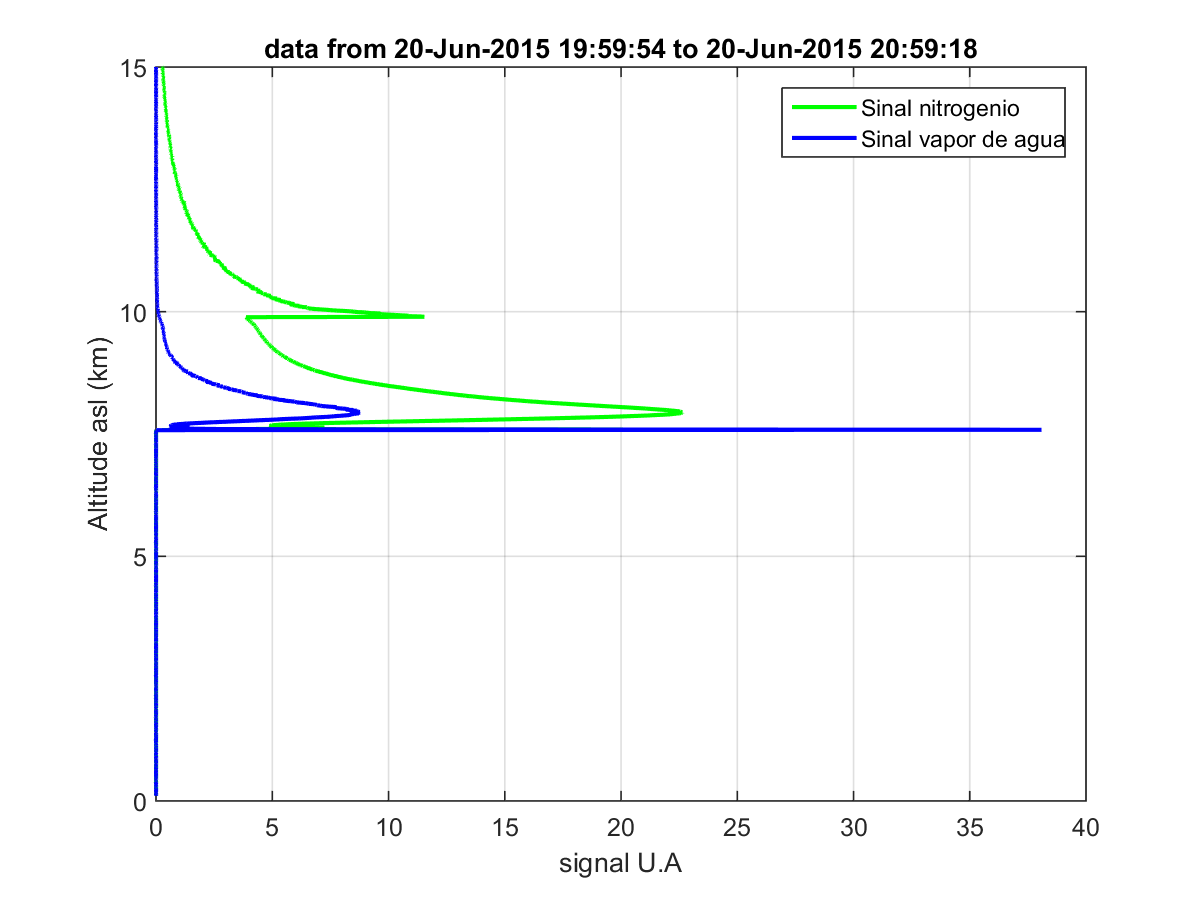 data from 20-Jun-2015 19:59:54 to 20-Jun-2015 20:59:18
Sinal nitrogenio
Sinal vapor de agua
15
10
5
0
Altitude asl (km)
0 5 10 15 20 25 30 35 40
signal U.A